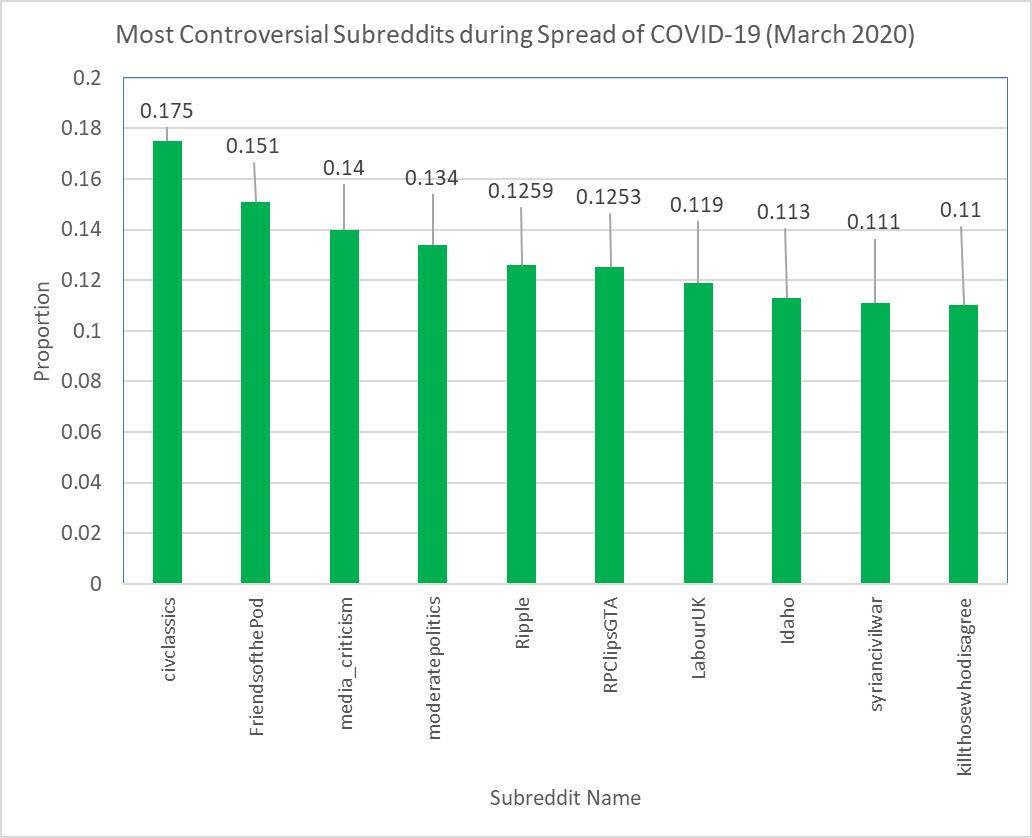 Most Controversial Subreddits during Spread of COVID-19 (March 2020)
0.2
0.18
0.16
0.14
0.12
0.1
0.08
0.06
0.04
0.02
0
Proportion
0.175
0.151
0.14
0.134
0.1259
0.1253
0.119
0.113
0.111
0.11
civclassics
FriendsofthePod
media_criticism
moderatepolitics
Ripple
RPClipsGTA
LabourUK
Idaho
syriancivilwar
killthosewhodisagree
Subreddit Name